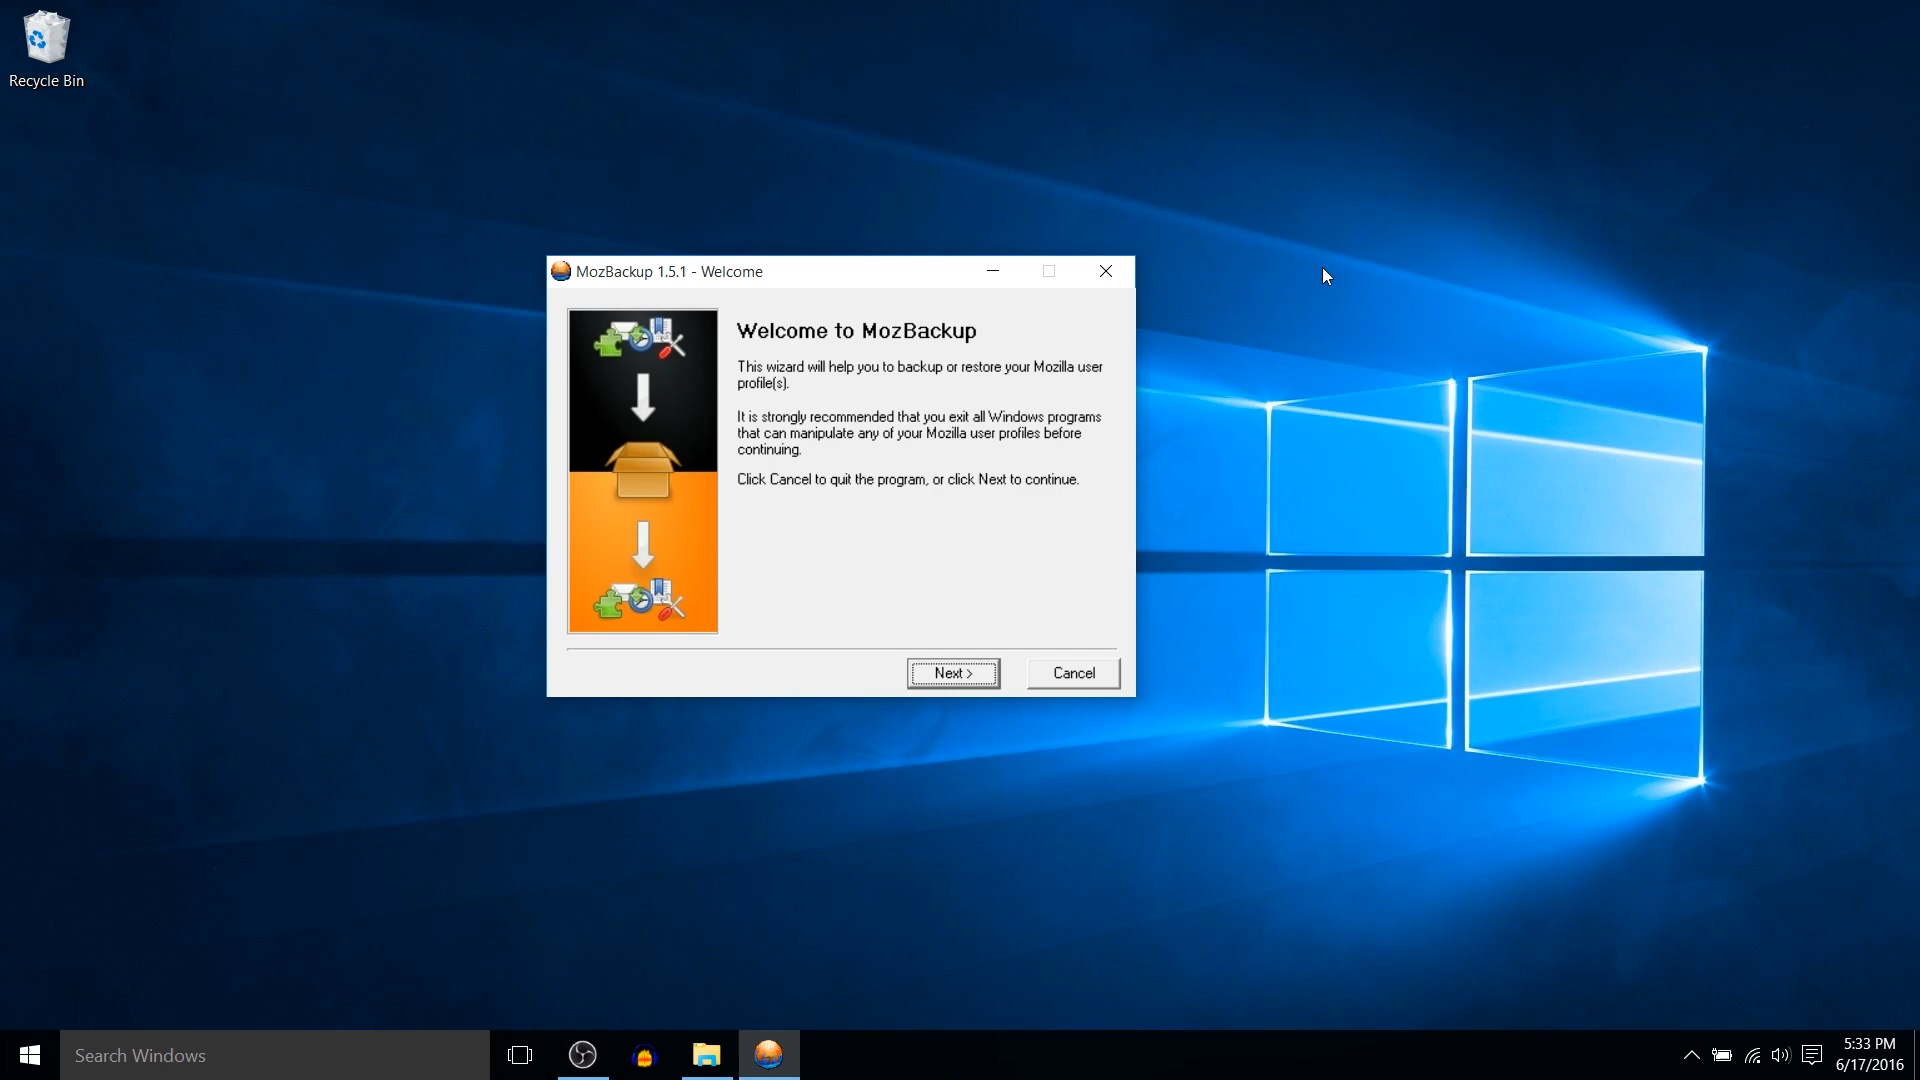 Recycle Bin
MozBackup 1.5.1 - Welcome
Welcome to MozBackup
This wizard will help you to backup or restore your Mozilla user
profile(s).
It is strongly recommended that you exit all Windows programs
that can manipulate any of your Mozilla user profiles before
continuing.
Click Cancel to quit the program, or click Next to continue.
Next >
Cancel
Search Windows
5:33 PM
6/17/2016